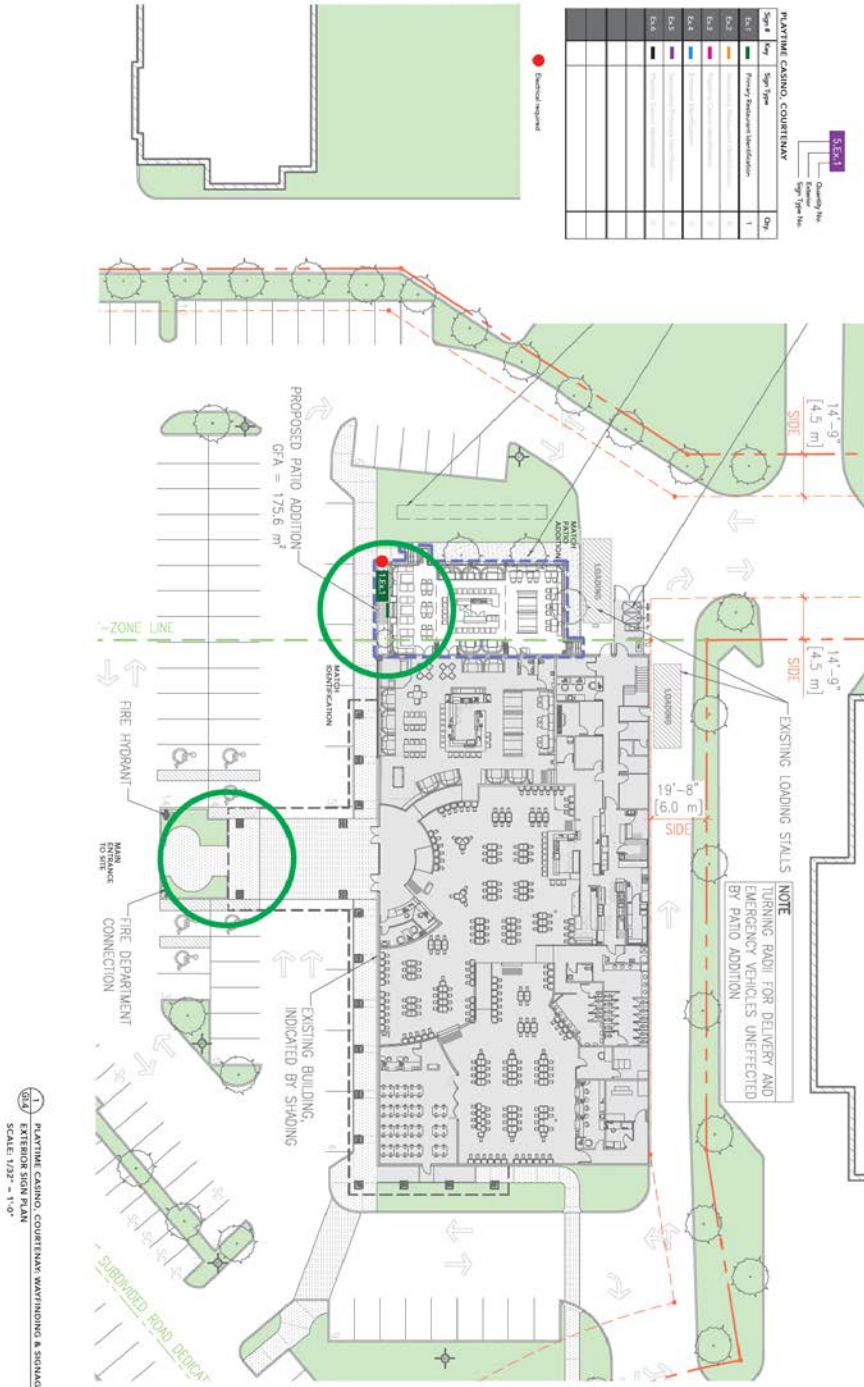 5.Ex.1
Quantity No.
Exterior
Sign Type No.
PLAYTIME CASINO, COURTENAY
Sign # Key Sign Type Qty.
Ex.1 Primary Restaurant Identification 1
Ex.2
Ex.3
Ex.4 Entrance Identification
Ex.5
Ex.6
Electrical required
14'-9"
[4.5 m]
SIDE
14'-9"
[4.5 m]
SIDE
EXISTING LOADING STALLS
19'-8"
[6.0 m]
SIDE
NOTE
TURNING RADII FOR DELIVERY AND
EMERGENCY VEHICLES UNEFFECTED
BY PATIO ADDITION
LOADING
LOADING
MATCH
PATIO
ADDITION
PROPOSED PATIO ADDITION
GFA = 175.6 m²
1.Ex.1
-ZONE LINE
MATCH
IDENTIFICATION
FIRE HYDRANT
MAIN
ENTRANCE
TO SITE
FIRE DEPARTMENT
CONNECTION
EXISTING BUILDING,
INDICATED BY SHADING
SUBDIVIDED ROAD DEDICAT
1
GI.4
PLAYTIME CASINO, COURTENAY: WAYFINDING & SIGNAG
EXTERIOR SIGN PLAN
SCALE: 1/32" = 1'-0"